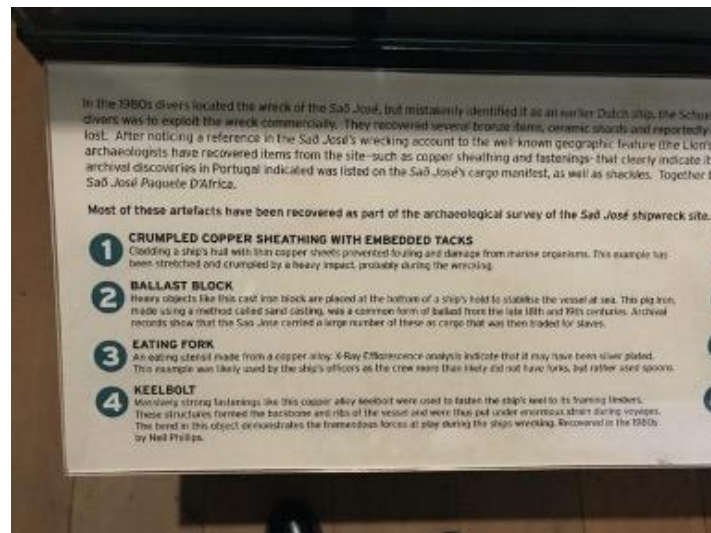 In the 1980s divers located the wreck of the Saõ José, but mistakenly identified it as an earlier Dutch ship, the
divers was to exploit the wreck commercially. They recovered several bronze items, ceramic shards and reportedly
lost. After noticing a reference in the Saõ José's wrecking account to the well-known geographic feature (the Lion's
archaeologists have recovered items from the site-such as copper sheathing and fastenings- that clearly indicate it
archival discoveries in Portugal indicated was listed on the Saõ José's cargo manifest, as well as shackles. Together
Saõ José Paquete D'Africa.
Most of these artefacts have been recovered as part of the archaeological survey of the Saõ José shipwreck site.
1 CRUMPLED COPPER SHEATHING WITH EMBEDDED TACKS
Cladding a ship's hull with thin copper sheets prevented fouling and damage from marine organisms. This example has
been stretched and crumpled by a heavy impact, probably during the wrecking.
2 BALLAST BLOCK
Heavy objects like this cast iron block are placed at the bottom of a ship's hold to stabilise the vessel at sea. This pig iron,
made using a method called sand casting, was a common form of ballast from the late 18th and 19th centuries. Archival
records show that the Sao Jose carried a large number of these as cargo that was then traded for slaves.
3 EATING FORK
An eating utensil made from a copper alloy. X-Ray Efflorescence analysis indicate that it may have been silver plated.
This example was likely used by the ship's officers as the crew more than likely did not have forks, but rather used spoons.
4 KEELBOLT
Massively strong fastenings like this copper alloy keelbolt were used to fasten the ship's keel to its framing timbers.
These structures formed the backbone and ribs of the vessel and were thus put under enormous strain during voyages.
The bend in this object demonstrates the tremendous forces at play during the ships wrecking. Recovered in the 1980s
by Neil Phillips.